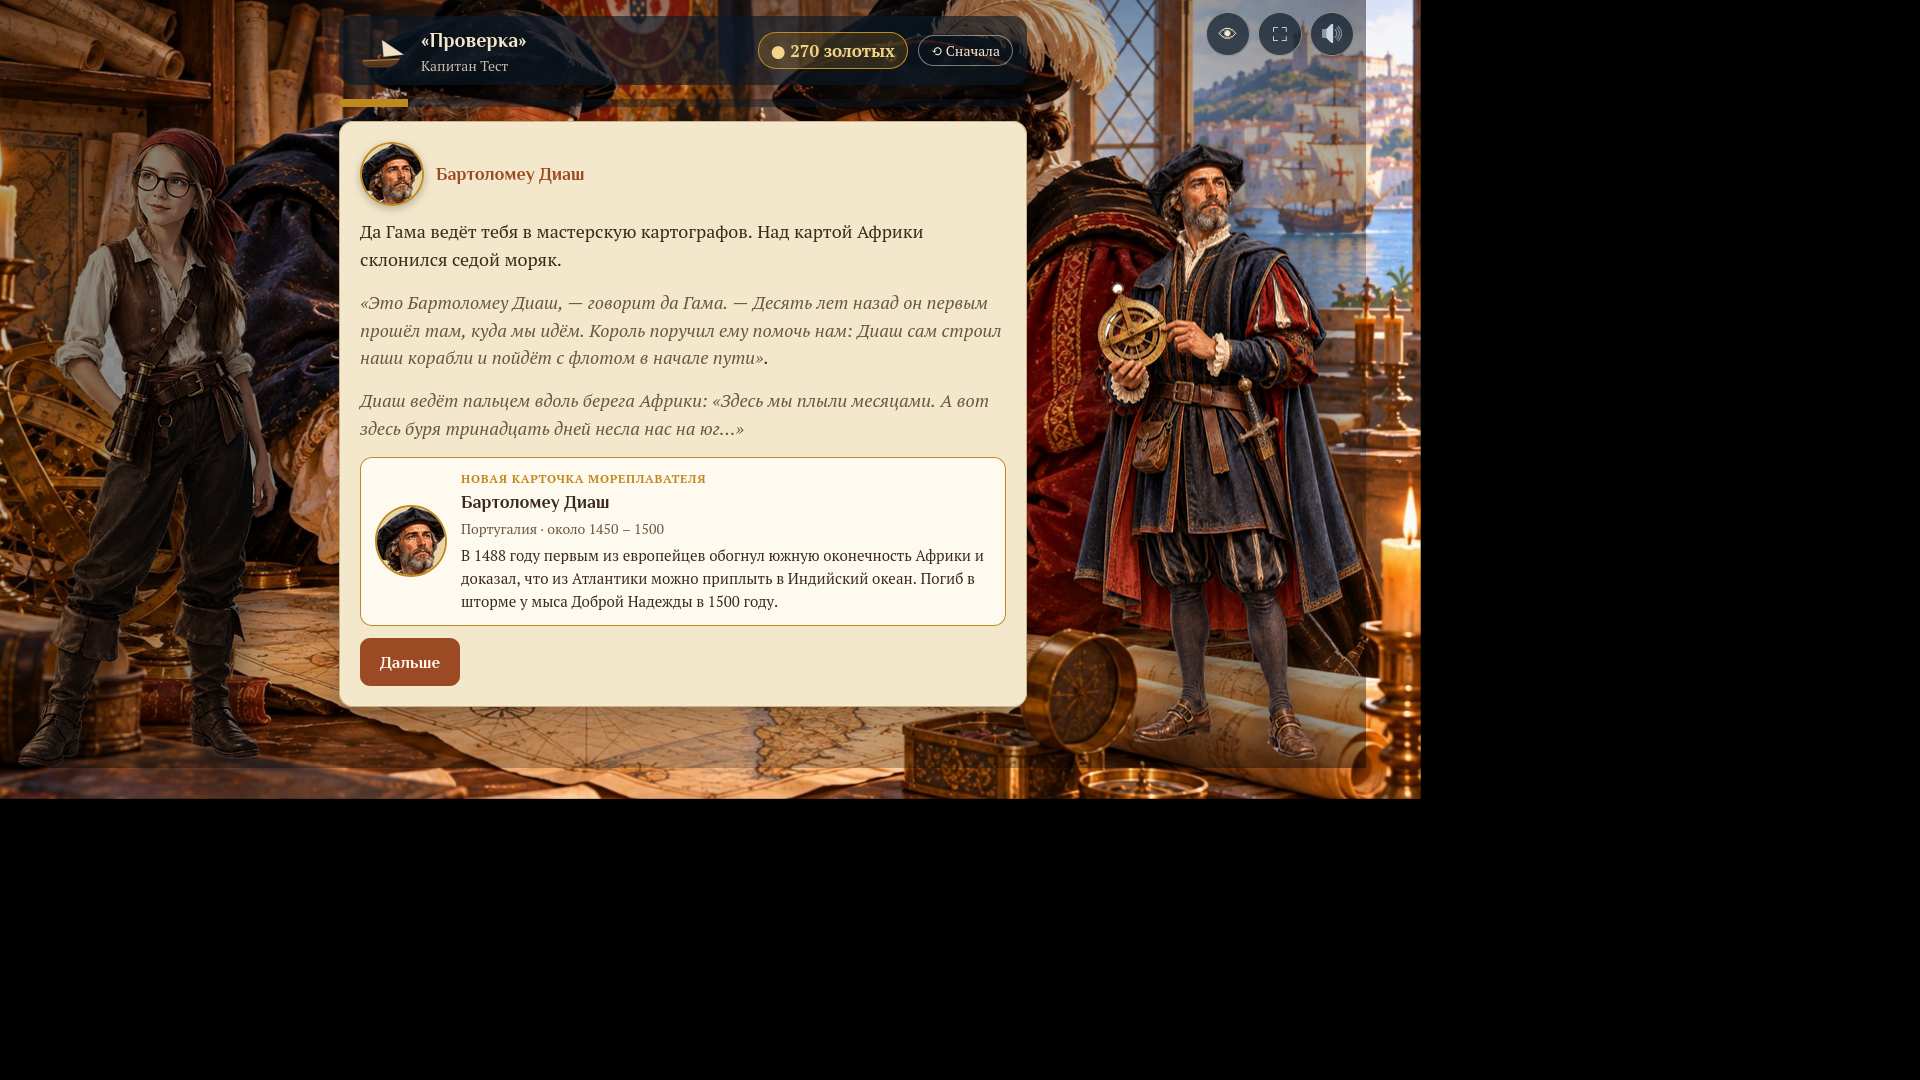 «Проверка»
Капитан Тест
270 золотых
⟲ Сначала
Бартоломеу Диаш
Да Гама ведёт тебя в мастерскую картографов. Над картой Африки
склонился седой моряк.
«Это Бартоломеу Диаш, — говорит да Гама. — Десять лет назад он первым
прошёл там, куда мы идём. Король поручил ему помочь нам: Диаш сам строил
наши корабли и пойдёт с флотом в начале пути».
Диаш ведёт пальцем вдоль берега Африки: «Здесь мы плыли месяцами. А вот
здесь буря тринадцать дней несла нас на юг…»
НОВАЯ КАРТОЧКА МОРЕПЛАВАТЕЛЯ
Бартоломеу Диаш
Португалия · около 1450 – 1500
В 1488 году первым из европейцев обогнул южную оконечность Африки и
доказал, что из Атлантики можно приплыть в Индийский океан. Погиб в
шторме у мыса Доброй Надежды в 1500 году.
Дальше